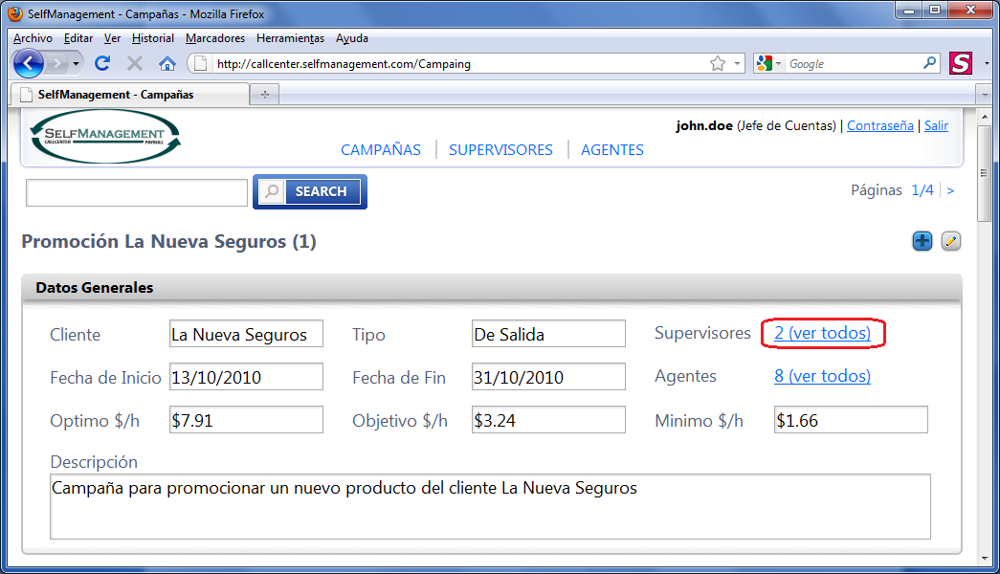 SelfManagement - Campañas - Mozilla Firefox
Archivo Editar Ver Historial Marcadores Herramientas Ayuda
http://callcenter.selfmanagement.com/Campaing Google S
SelfManagement - Campañas
SELFMANAGEMENT
CALLCENTER PAYROLL
john.doe (Jefe de Cuentas) | Contraseña | Salir
CAMPAÑAS | SUPERVISORES | AGENTES
SEARCH Páginas 1/4 | >
Promoción La Nueva Seguros (1)
Datos Generales
Cliente La Nueva Seguros Tipo De Salida Supervisores 2 (ver todos)
Fecha de Inicio 13/10/2010 Fecha de Fin 31/10/2010 Agentes 8 (ver todos)
Optimo $/h $7.91 Objetivo $/h $3.24 Minimo $/h $1.66
Descripción
Campaña para promocionar un nuevo producto del cliente La Nueva Seguros